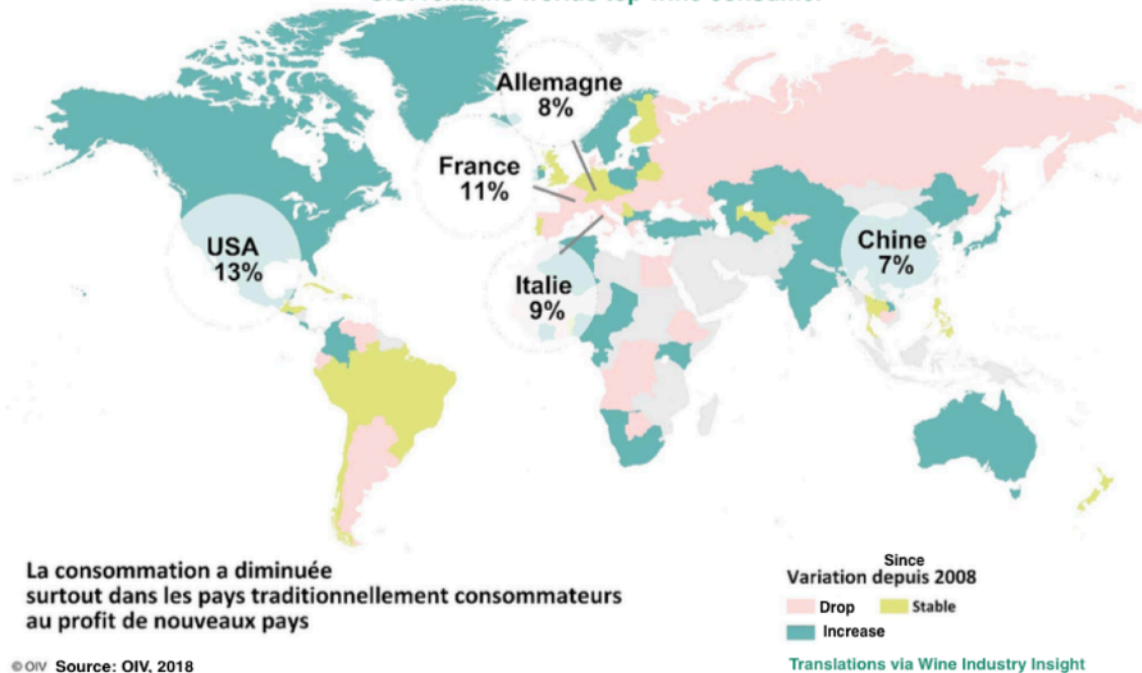 Allemagne
8%
France
11%
USA
13%
Chine
7%
Italie
9%
La consommation a diminuée
surtout dans les pays traditionnellement consommateurs
au profit de nouveaux pays
Since
Variation depuis 2008
Drop Stable
Increase
© OIV Source: OIV, 2018
Translations via Wine Industry Insight